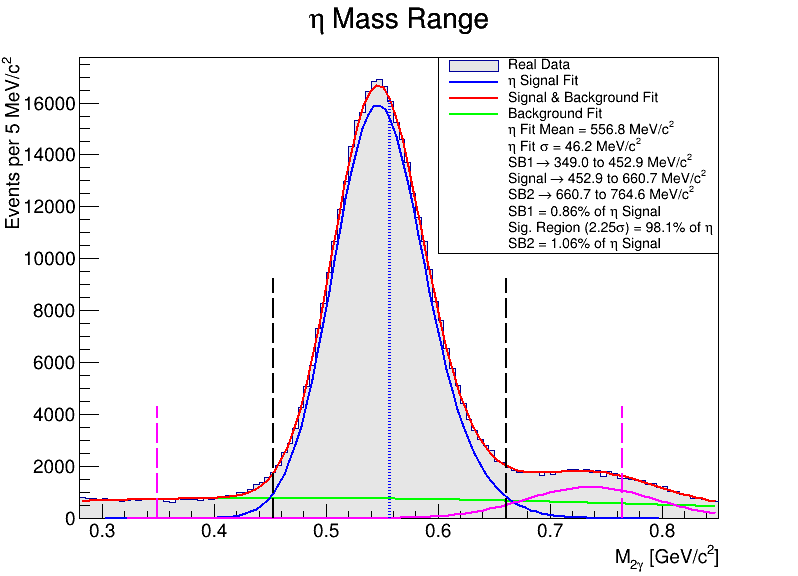 η Mass Range
Events per 5 MeV/c²
Real Data
η Signal Fit
Signal & Background Fit
Background Fit
η Fit Mean = 556.8 MeV/c²
η Fit σ = 46.2 MeV/c²
SB1 → 349.0 to 452.9 MeV/c²
Signal → 452.9 to 660.7 MeV/c²
SB2 → 660.7 to 764.6 MeV/c²
SB1 = 0.86% of η Signal
Sig. Region (2.25σ) = 98.1% of η
SB2 = 1.06% of η Signal
16000
14000
12000
10000
8000
6000
4000
2000
0
0.3 0.4 0.5 0.6 0.7 0.8
M₂γ [GeV/c²]